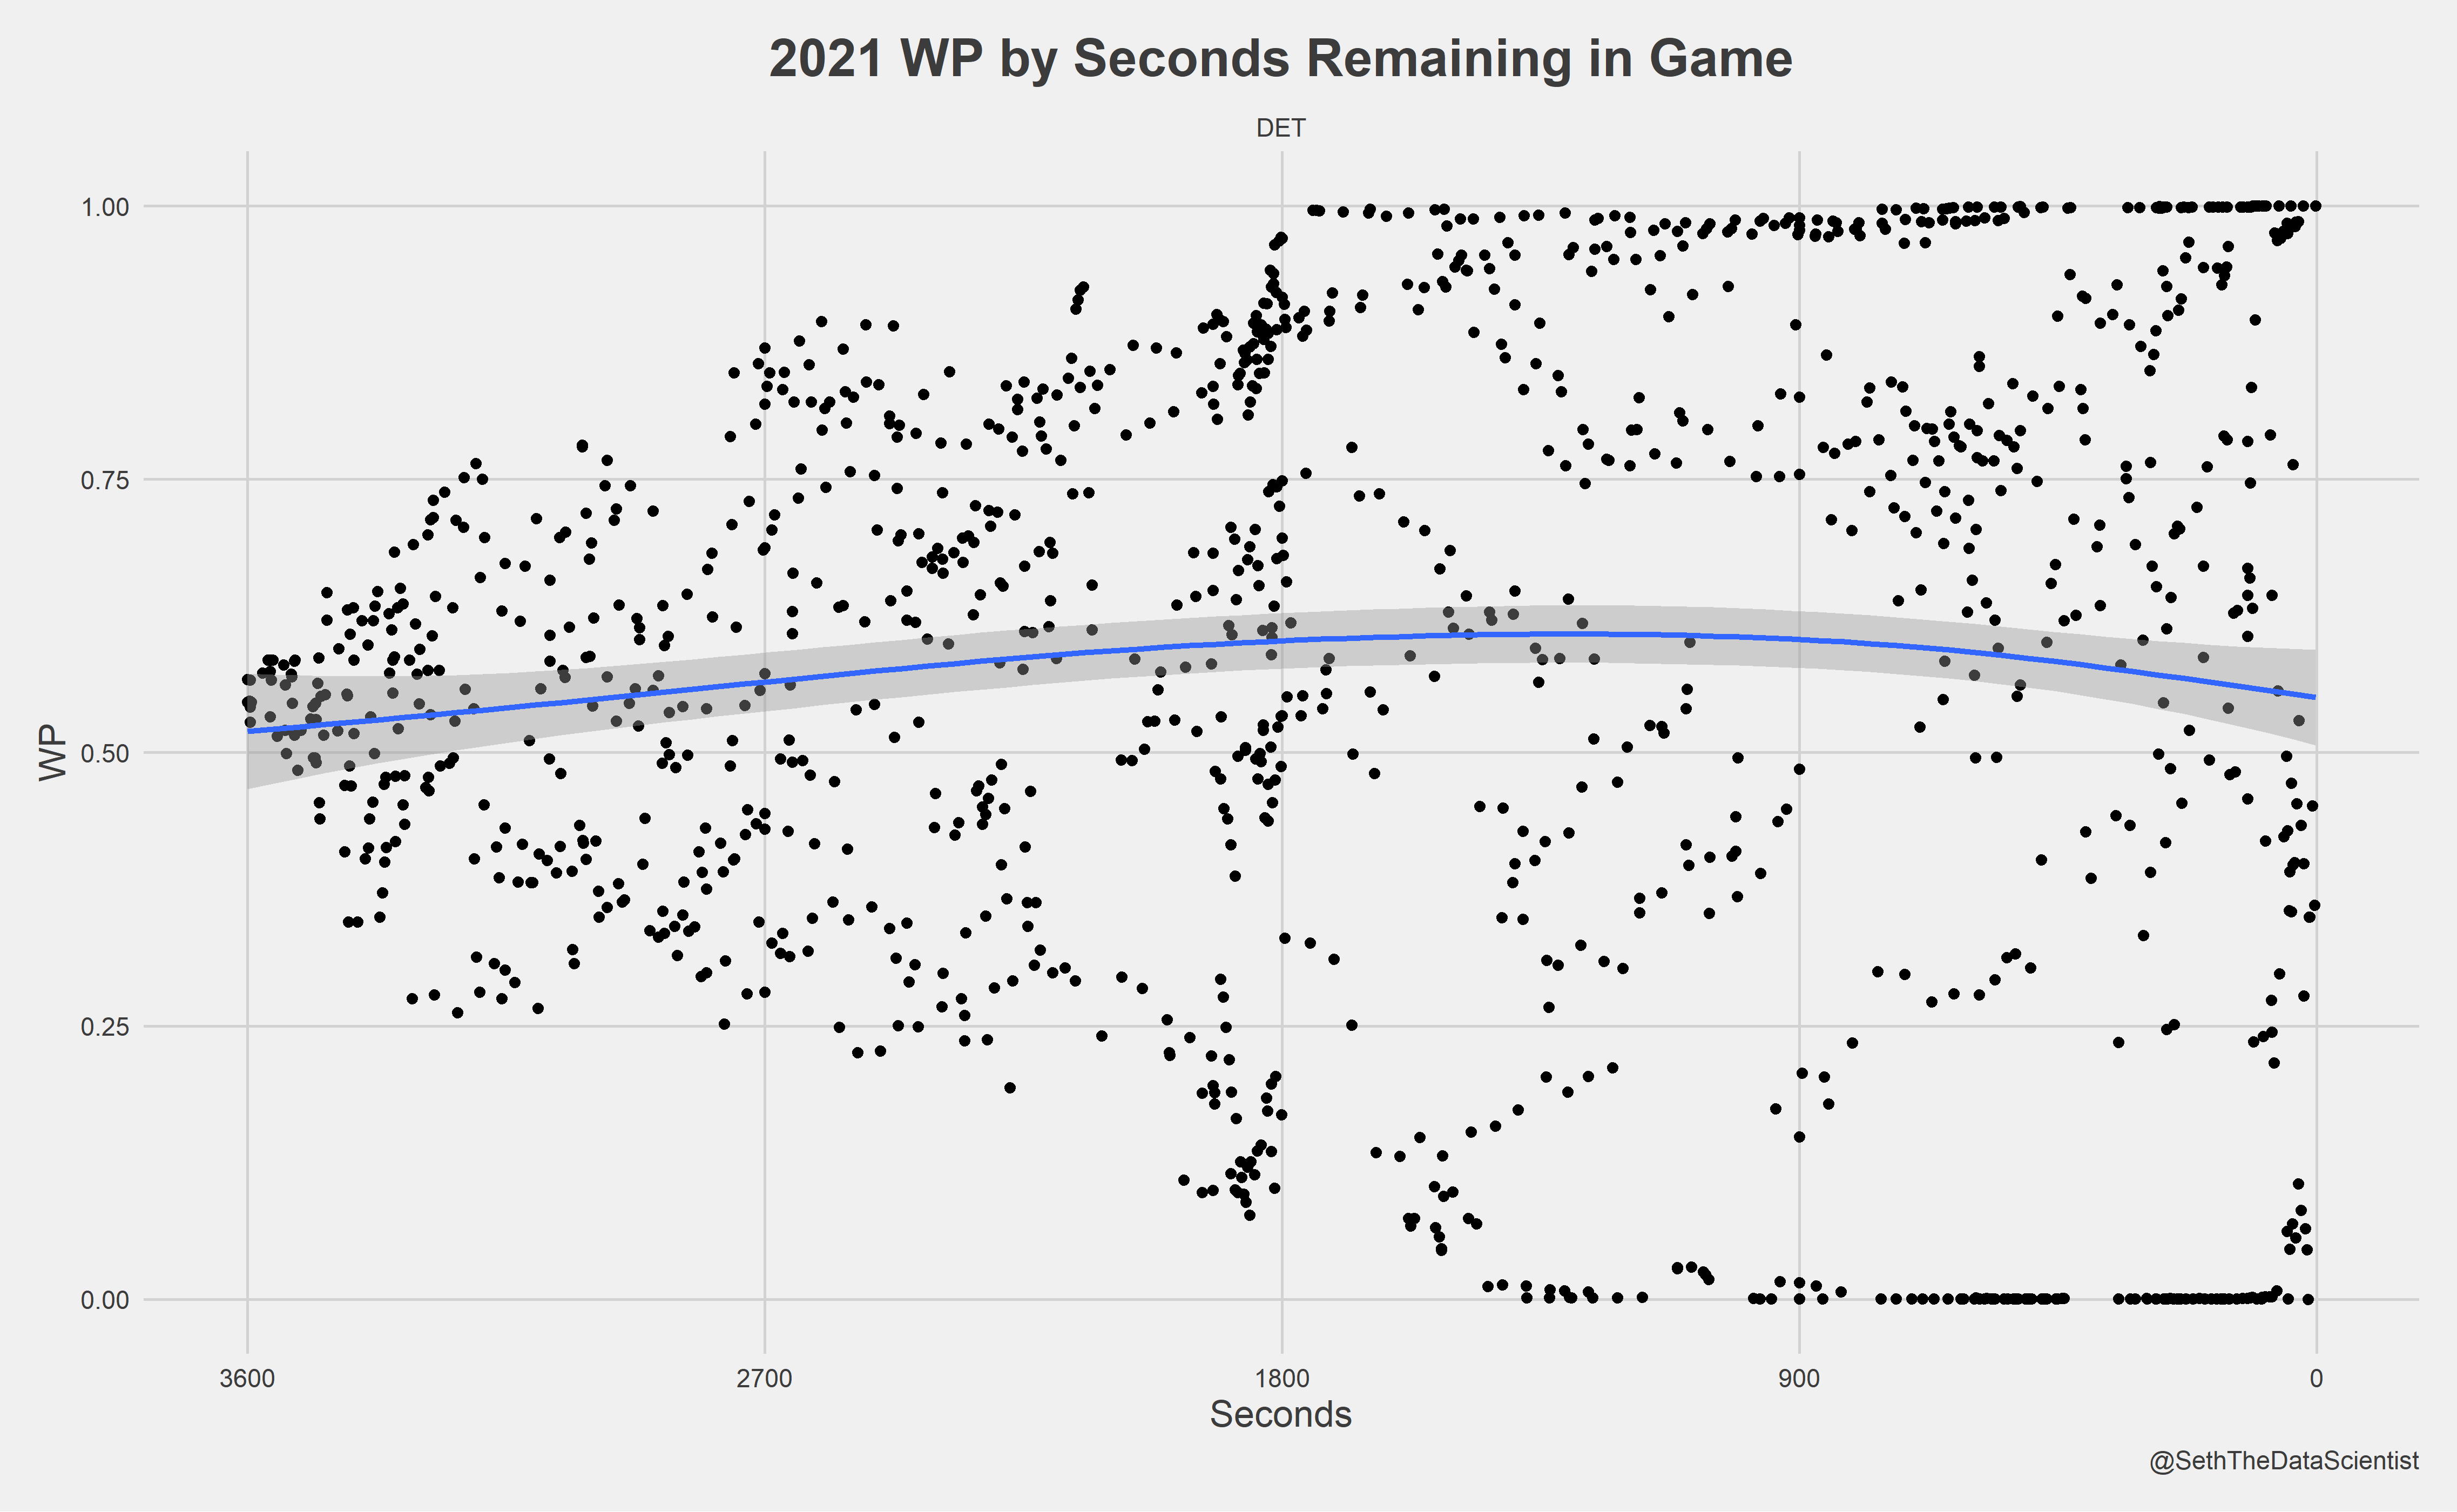 2021 WP by Seconds Remaining in Game
DET
1.00
0.75
0.50
0.25
0.00
WP
3600 2700 1800 900 0
Seconds
@SethTheDataScientist